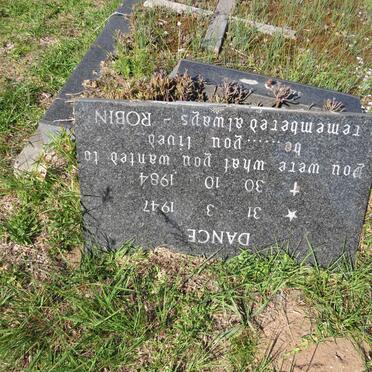 DANCE
★ 31 3 1947
✝ 30 10 1984
you were what you wanted to
be.....you lived
remembered always - ROBIN